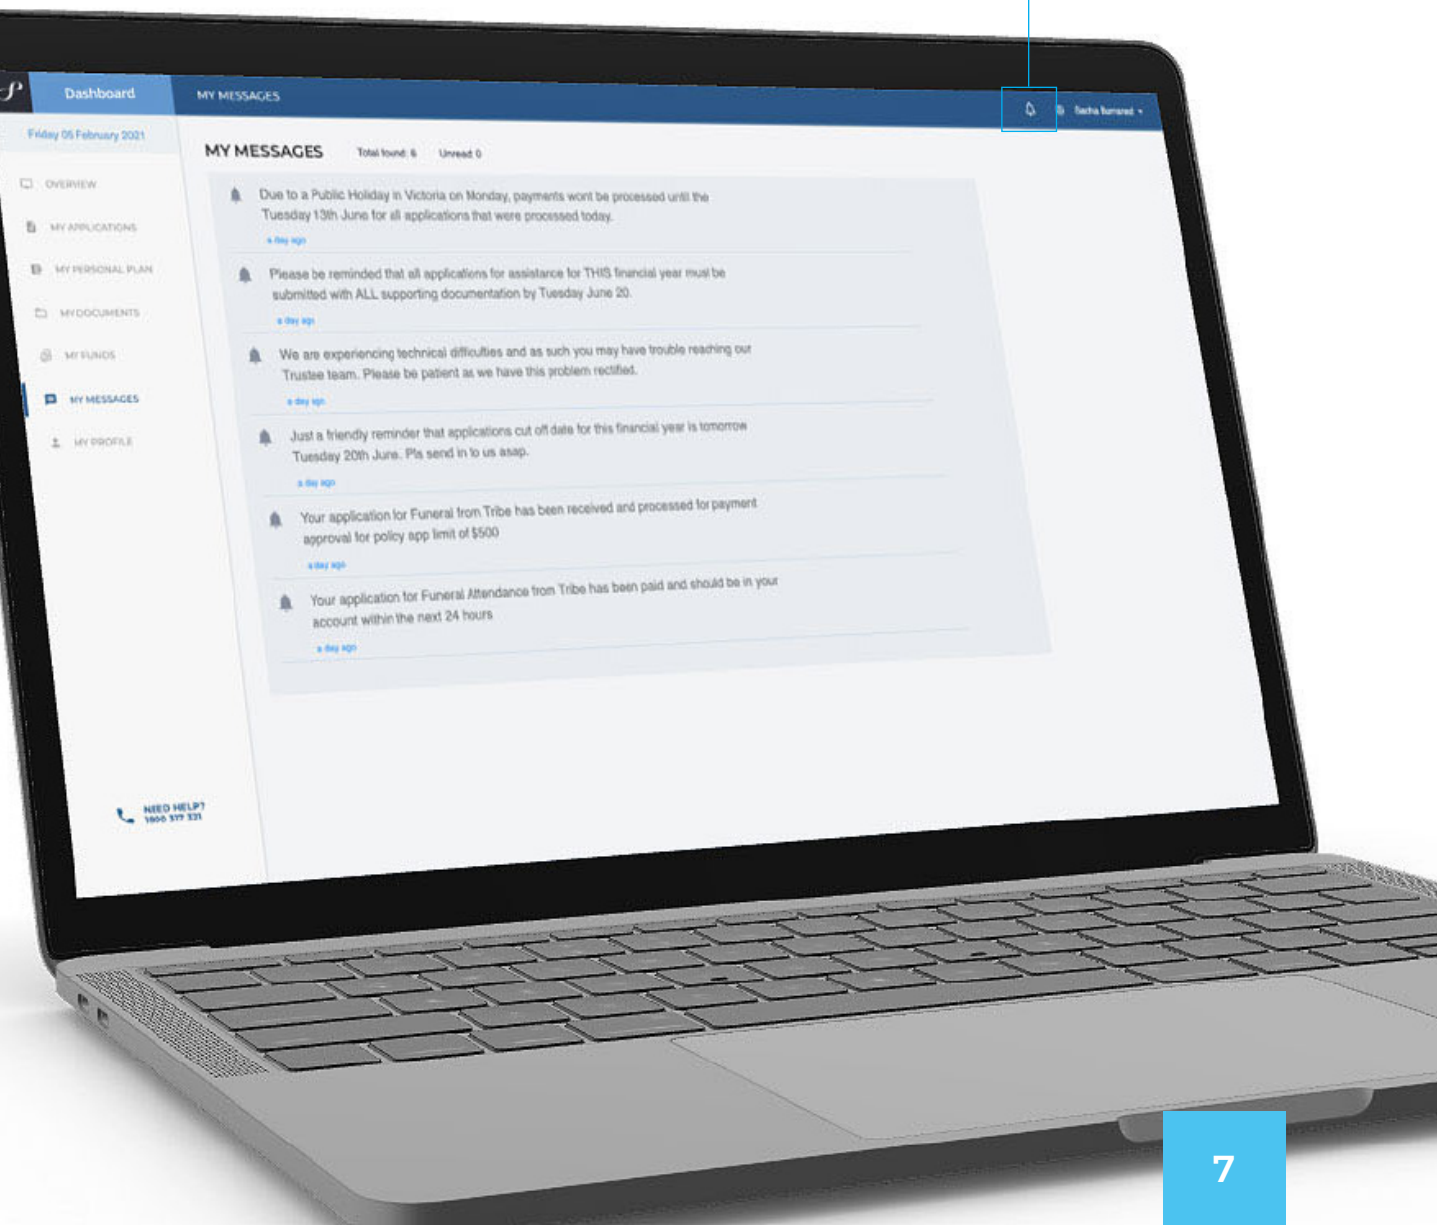 Dashboard
MY MESSAGES
Friday 05 February 2021
MY MESSAGES Total found: 6 Unread: 0
OVERVIEW
MY APPLICATIONS
MY PERSONAL PLAN
MY DOCUMENTS
MY FUNDS
MY MESSAGES
MY PROFILE
Due to a Public Holiday in Victoria on Monday, payments wont be processed until the
Tuesday 13th June for all applications that were processed today.
a day ago
Please be reminded that all applications for assistance for THIS financial year must be
submitted with ALL supporting documentation by Tuesday June 20.
a day ago
We are experiencing technical difficulties and as such you may have trouble reaching our
Trustee team. Please be patient as we have this problem rectified.
a day ago
Just a friendly reminder that applications cut off date for this financial year is tomorrow
Tuesday 20th June. Pls send in to us asap.
a day ago
Your application for Funeral from Tribe has been received and processed for payment
approval for policy app limit of $500
a day ago
Your application for Funeral Attendance from Tribe has been paid and should be in your
account within the next 24 hours
a day ago
NEED HELP?
1800 377 321
7